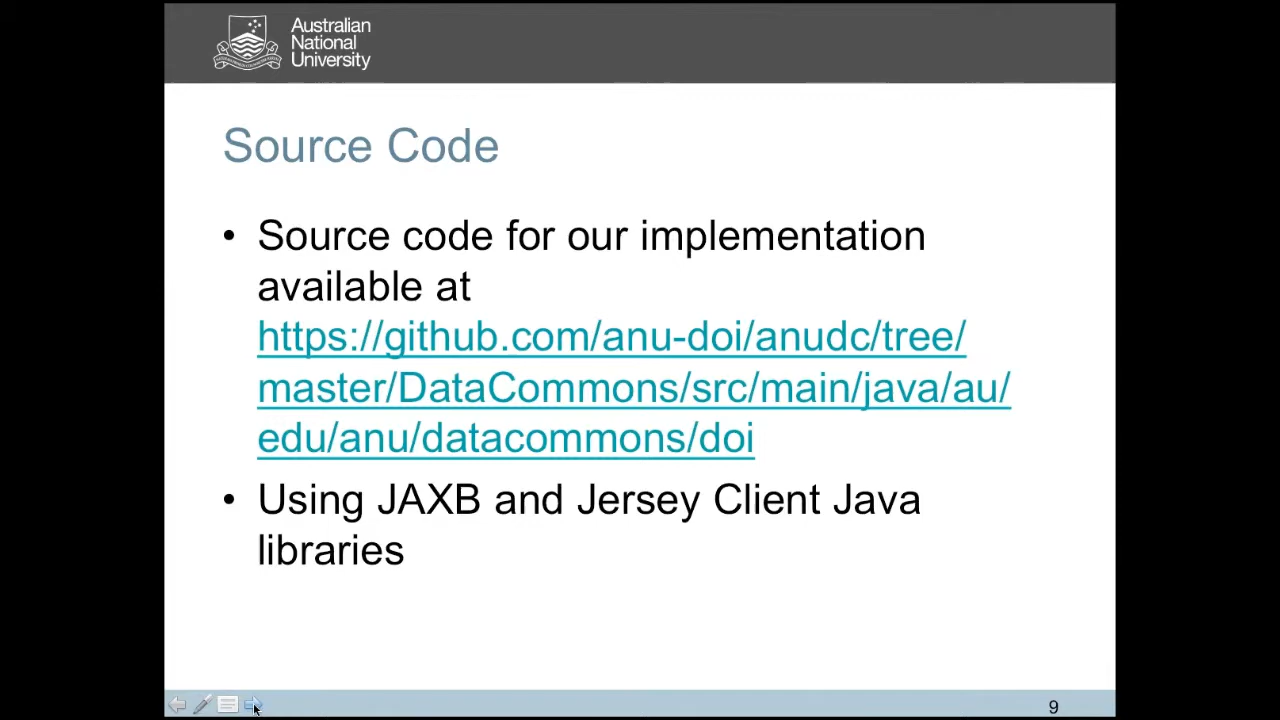 Australian
National
University
Source Code
• Source code for our implementation
available at
https://github.com/anu-doi/anudc/tree/
master/DataCommons/src/main/java/au/
edu/anu/datacommons/doi
• Using JAXB and Jersey Client Java
libraries
9